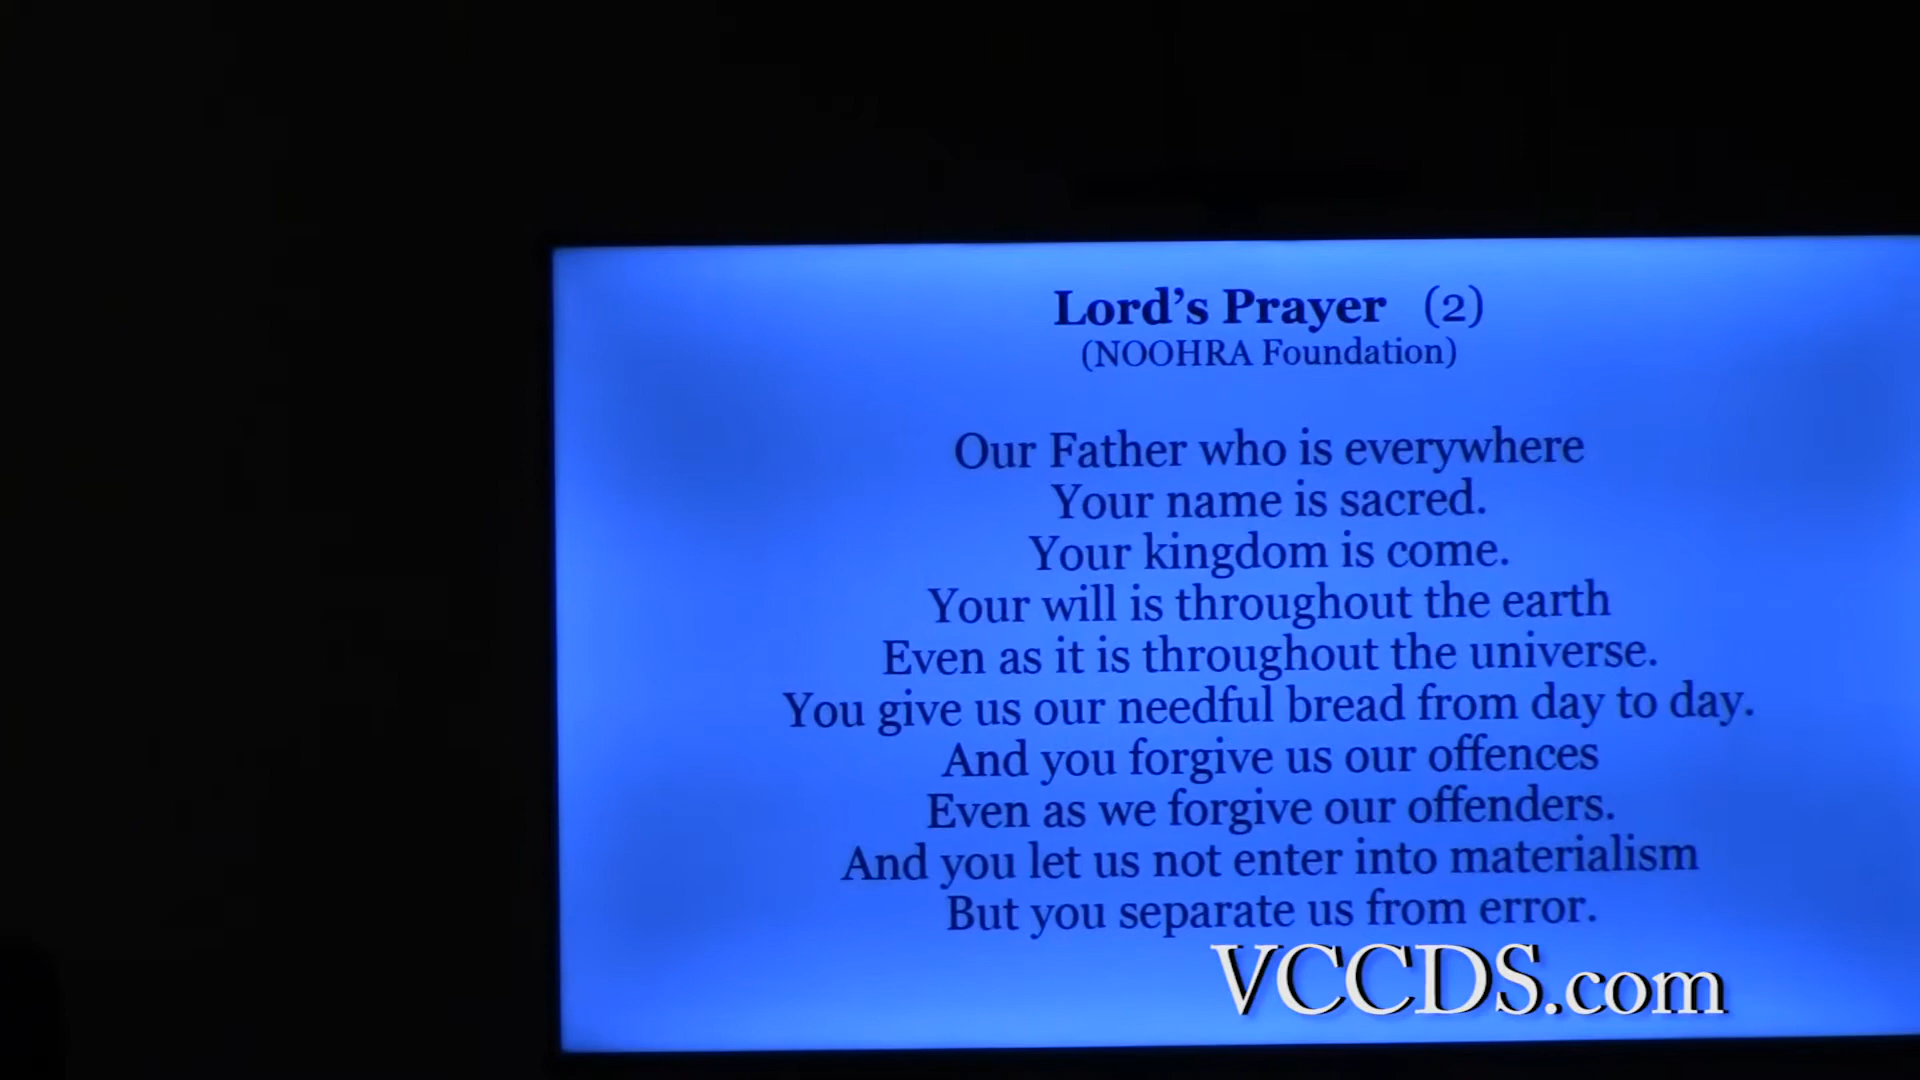 Lord’s Prayer (2)
(NOOHRA Foundation)
Our Father who is everywhere
Your name is sacred.
Your kingdom is come.
Your will is throughout the earth
Even as it is throughout the universe.
You give us our needful bread from day to day.
And you forgive us our offences
Even as we forgive our offenders.
And you let us not enter into materialism
But you separate us from error.
VCCDS.com